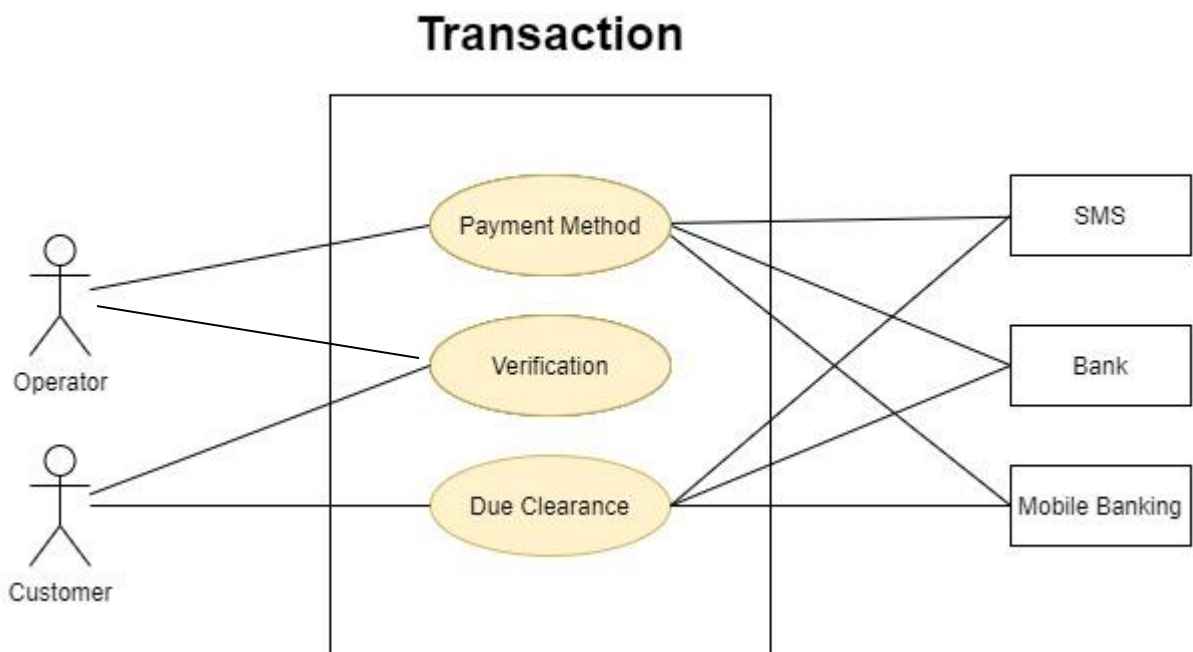 Transaction
Payment Method
SMS
Operator
Verification
Bank
Customer
Due Clearance
Mobile Banking